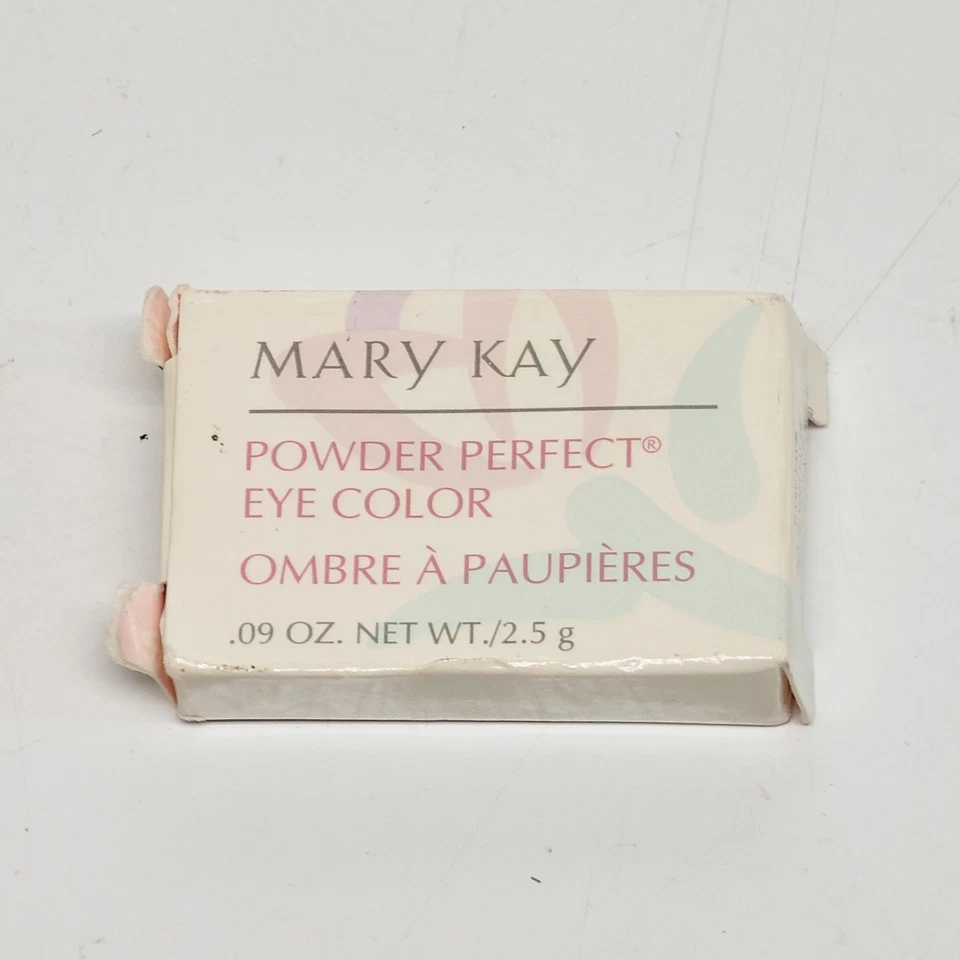 MARY KAY
POWDER PERFECT®
EYE COLOR
OMBRE À PAUPIÈRES
.09 OZ. NET WT./2.5 g